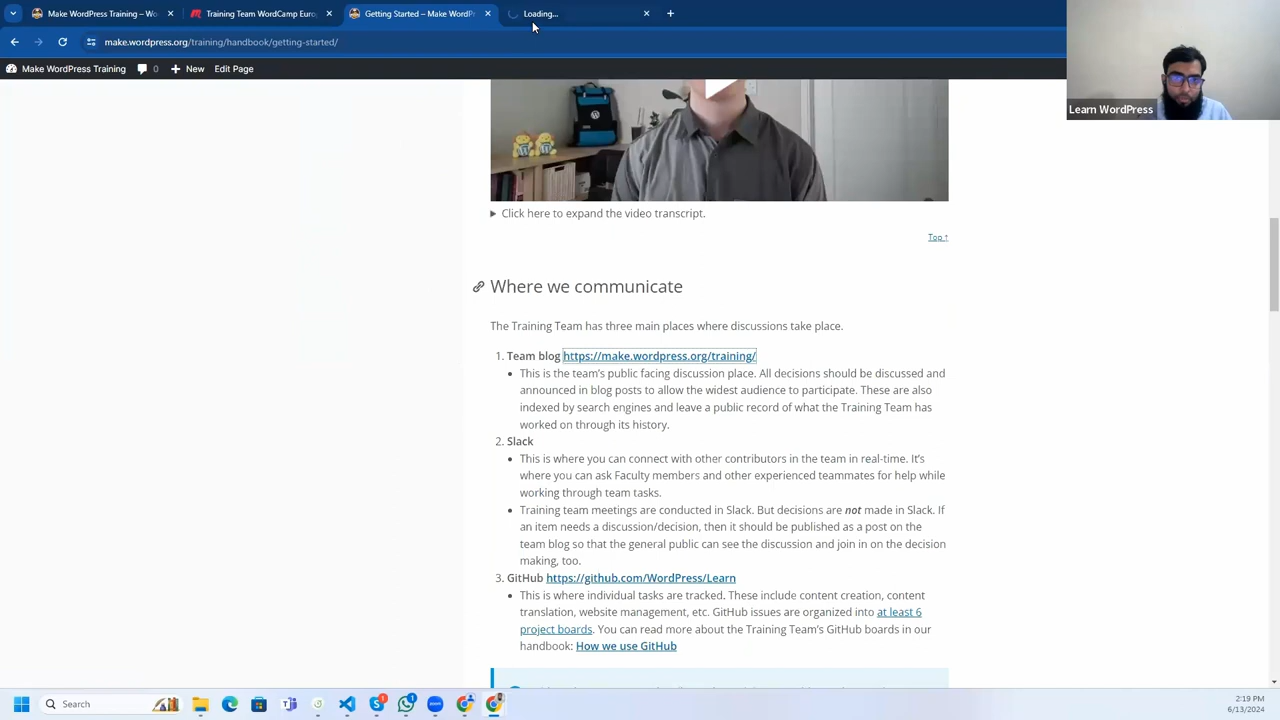 Make WordPress Training – Wo
Training Team WordCamp Euro
Getting Started – Make WordPr
Loading...
make.wordpress.org/training/handbook/getting-started/
Make WordPress Training
0
New
Edit Page
Learn WordPress
Click here to expand the video transcript.
Top ↑
Where we communicate
The Training Team has three main places where discussions take place.
1. Team blog https://make.wordpress.org/training/
This is the team's public facing discussion place. All decisions should be discussed and
announced in blog posts to allow the widest audience to participate. These are also
indexed by search engines and leave a public record of what the Training Team has
worked on through its history.
2. Slack
This is where you can connect with other contributors in the team in real-time. It's
where you can ask Faculty members and other experienced teammates for help while
working through team tasks.
Training team meetings are conducted in Slack. But decisions are not made in Slack. If
an item needs a discussion/decision, then it should be published as a post on the
team blog so that the general public can see the discussion and join in on the decision
making, too.
3. GitHub https://github.com/WordPress/Learn
This is where individual tasks are tracked. These include content creation, content
translation, website management, etc. GitHub issues are organized into at least 6
project boards. You can read more about the Training Team's GitHub boards in our
handbook: How we use GitHub
Search
1
1
2:19 PM
6/13/2024